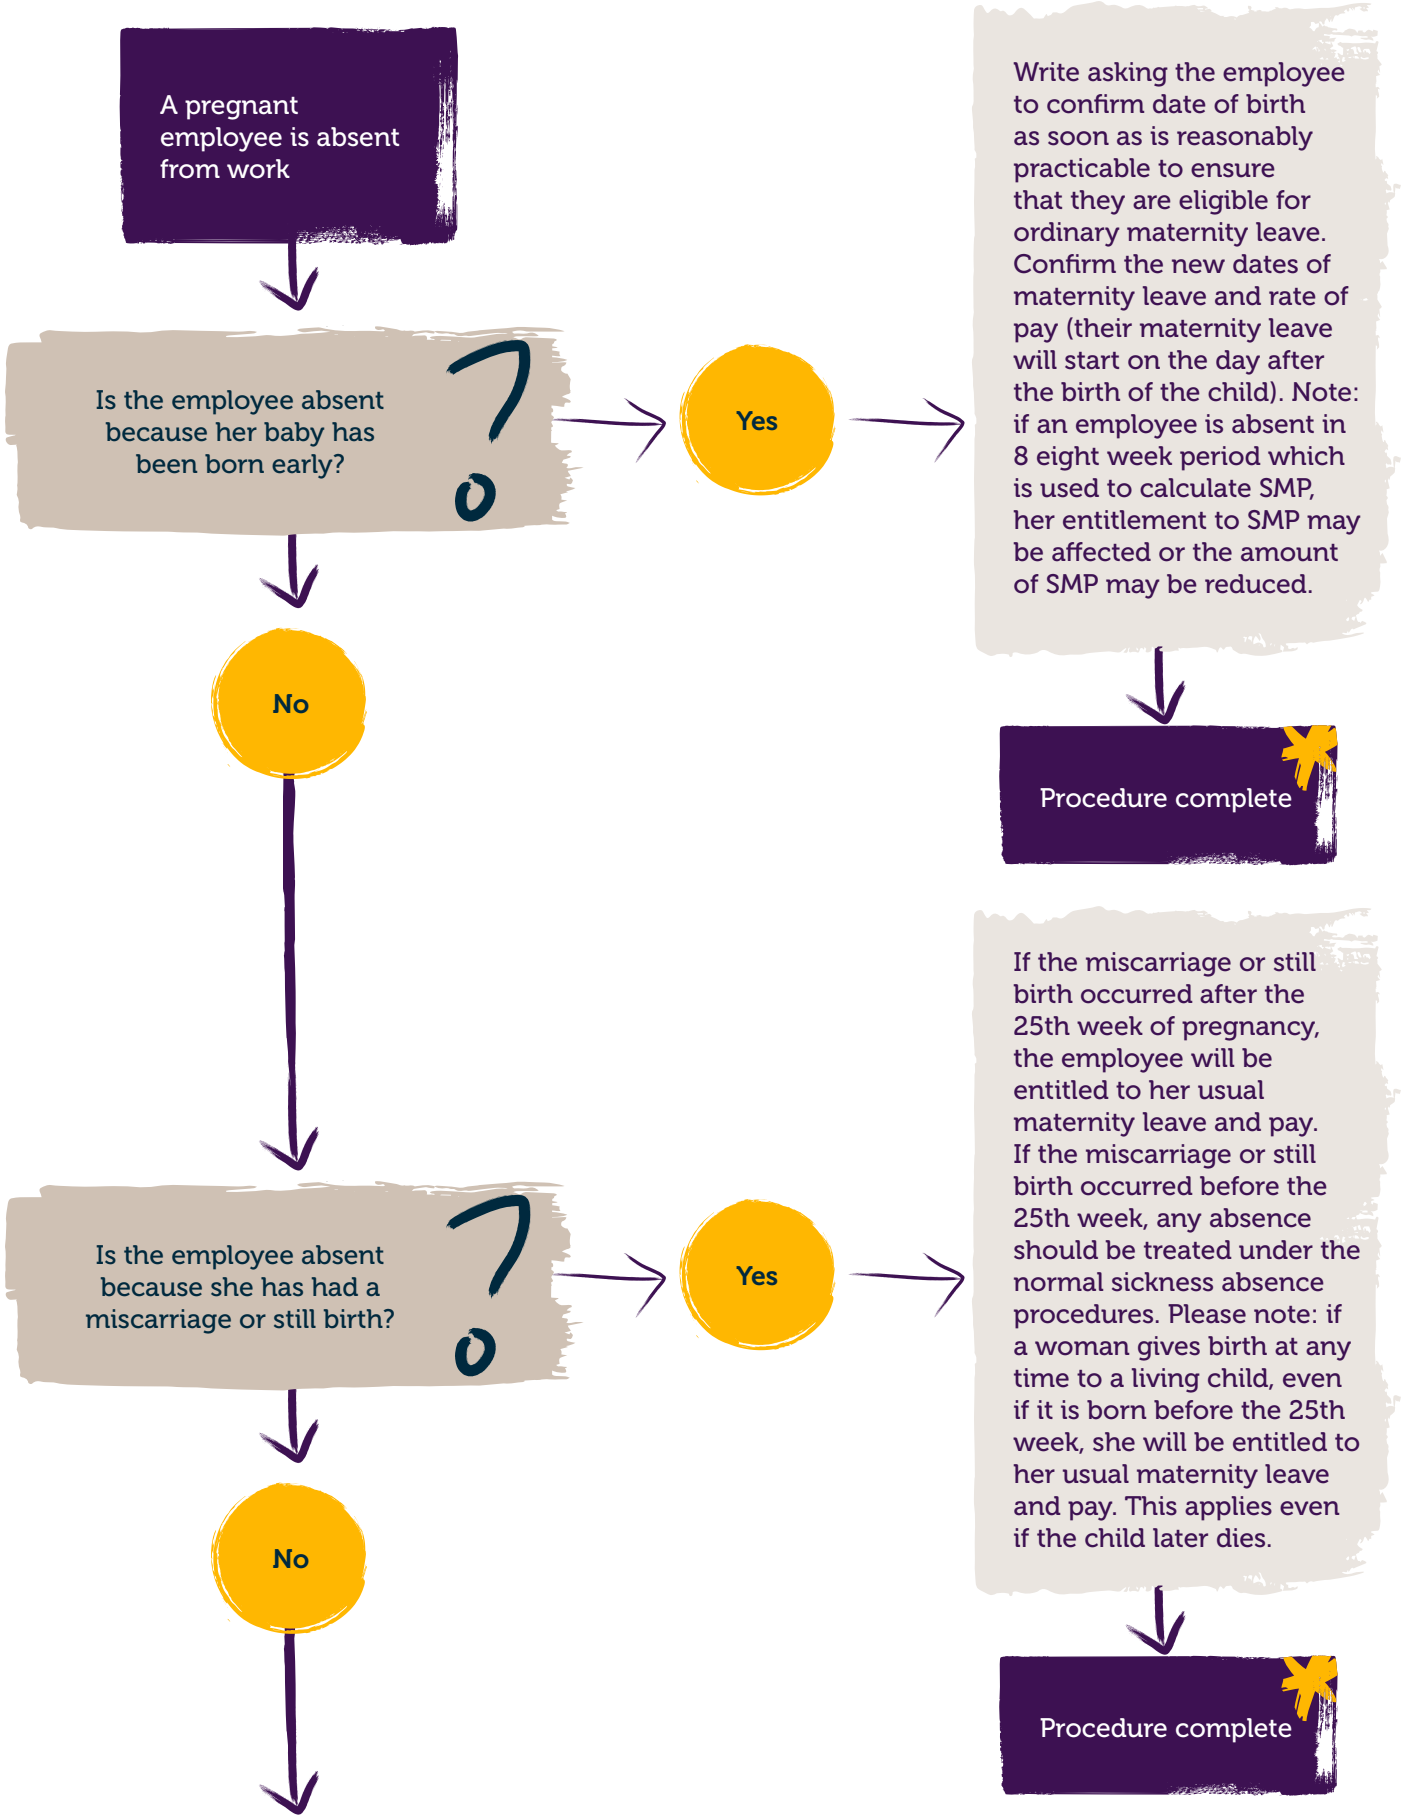 A pregnant
employee is absent
from work
Is the employee absent
because her baby has
been born early?
Yes
Write asking the employee
to confirm date of birth
as soon as is reasonably
practicable to ensure
that they are eligible for
ordinary maternity leave.
Confirm the new dates of
maternity leave and rate of
pay (their maternity leave
will start on the day after
the birth of the child). Note:
if an employee is absent in
8 eight week period which
is used to calculate SMP,
her entitlement to SMP may
be affected or the amount
of SMP may be reduced.
No
Procedure complete
Is the employee absent
because she has had a
miscarriage or still birth?
Yes
If the miscarriage or still
birth occurred after the
25th week of pregnancy,
the employee will be
entitled to her usual
maternity leave and pay.
If the miscarriage or still
birth occurred before the
25th week, any absence
should be treated under the
normal sickness absence
procedures. Please note: if
a woman gives birth at any
time to a living child, even
if it is born before the 25th
week, she will be entitled to
her usual maternity leave
and pay. This applies even
if the child later dies.
No
Procedure complete